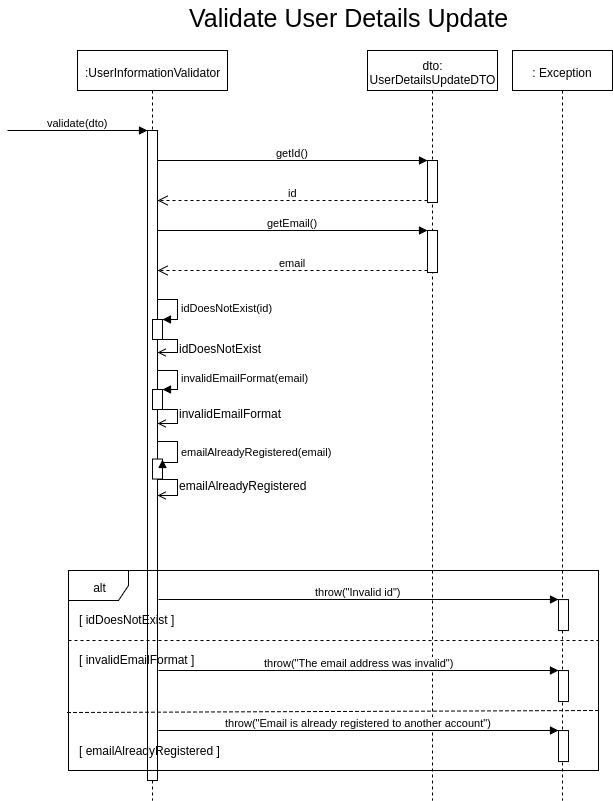 Validate User Details Update
:UserInformationValidator
dto:
UserDetailsUpdateDTO
: Exception
validate(dto)
getId()
id
getEmail()
email
idDoesNotExist(id)
idDoesNotExist
invalidEmailFormat(email)
invalidEmailFormat
emailAlreadyRegistered(email)
emailAlreadyRegistered
alt
throw("Invalid id")
[ idDoesNotExist ]
[ invalidEmailFormat ]
throw("The email address was invalid")
throw("Email is already registered to another account")
[ emailAlreadyRegistered ]